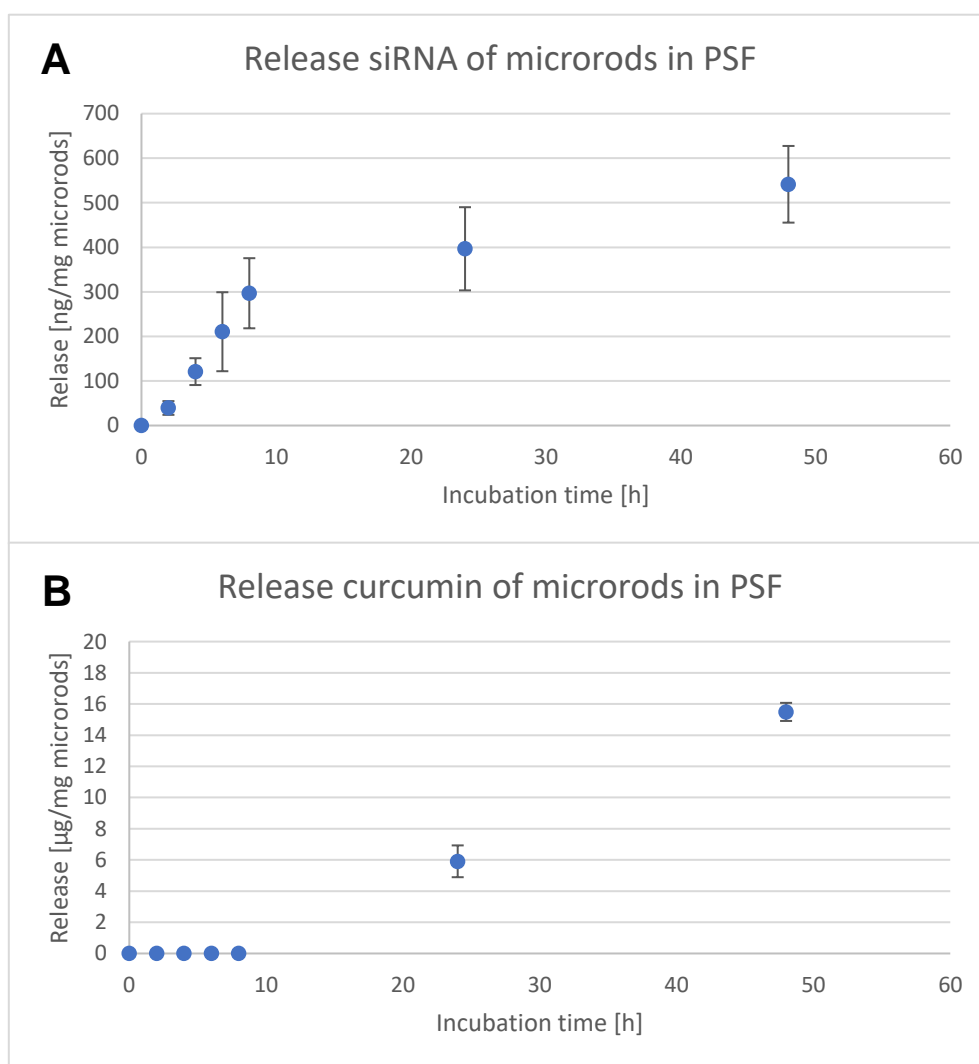 A
Release siRNA of microrods in PSF
Relase [ng/mg microrods]
700
600
500
400
300
200
100
0
0 10 20 30 40 50 60
Incubation time [h]
B
Release curcumin of microrods in PSF
Release [µg/mg microrods]
20
18
16
14
12
10
8
6
4
2
0
0 10 20 30 40 50 60
Incubation time [h]